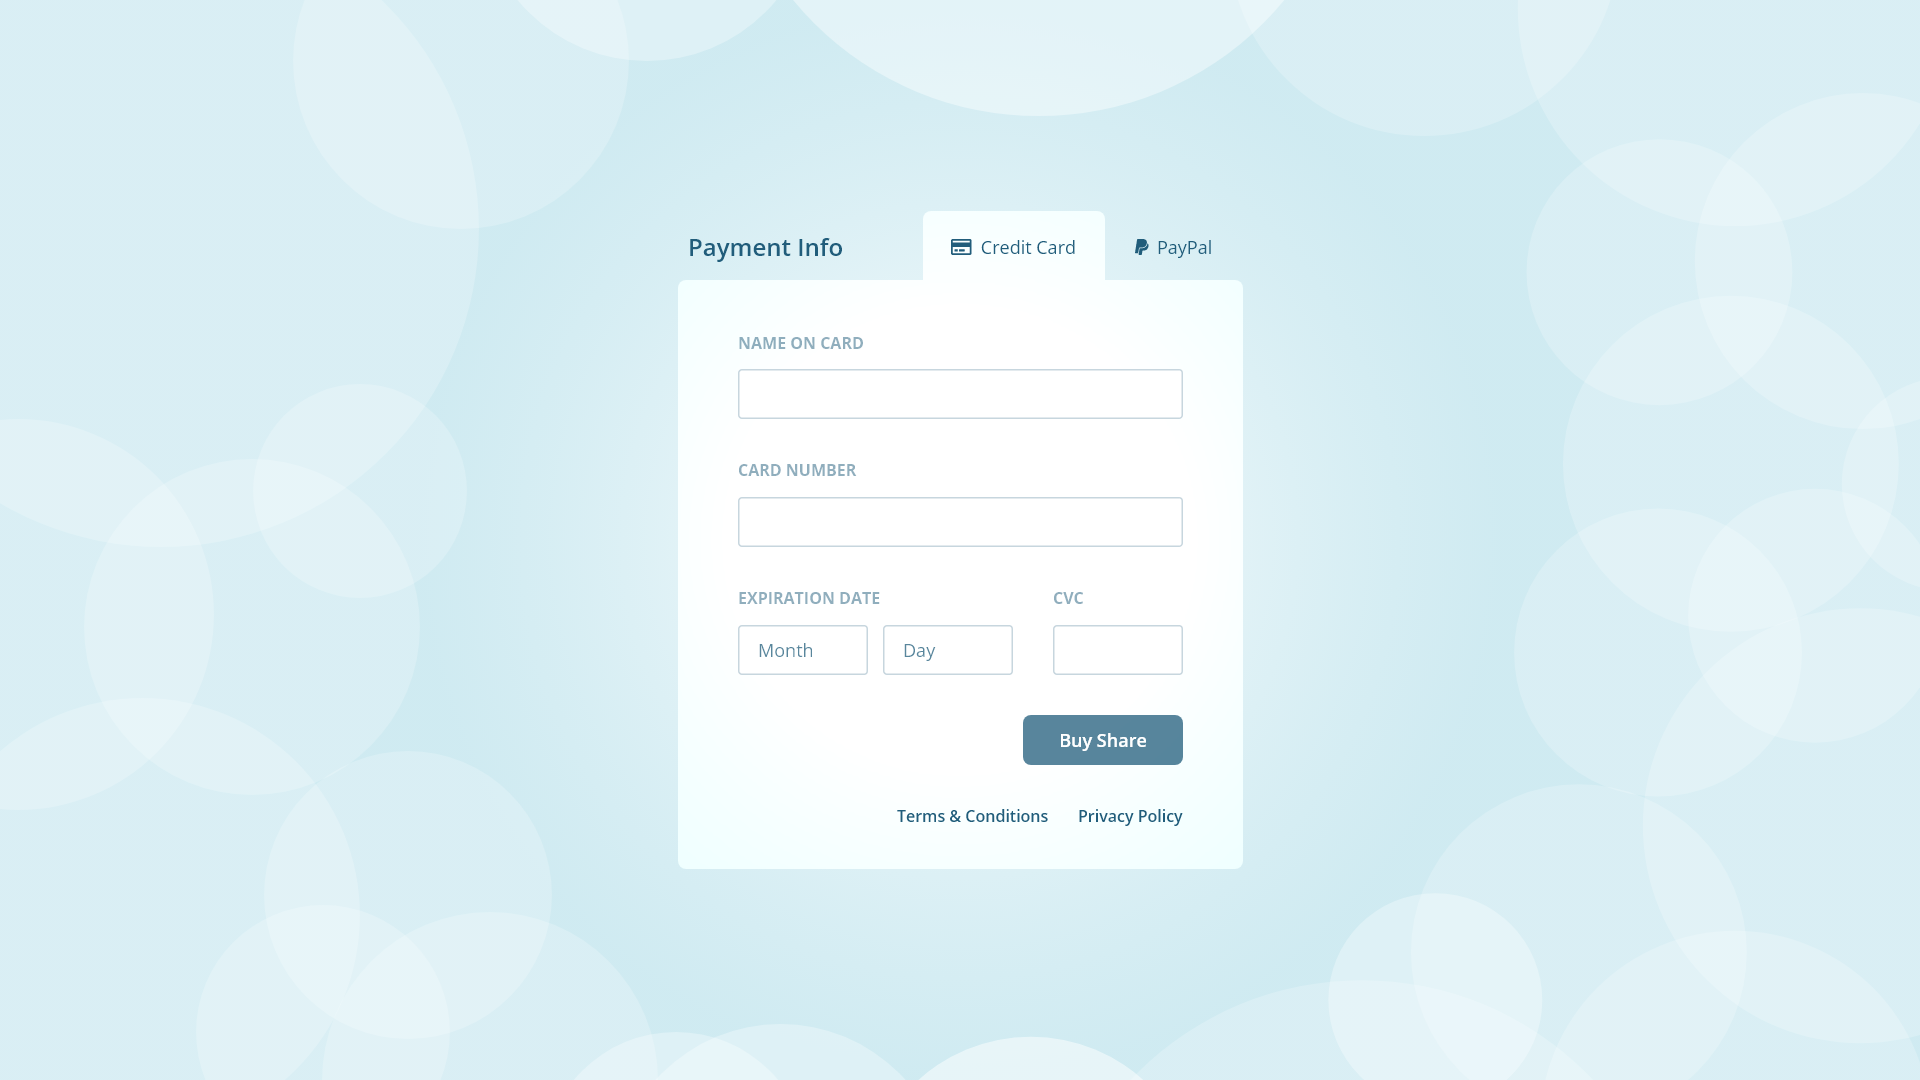 Payment Info
Credit Card
PayPal
NAME ON CARD
CARD NUMBER
EXPIRATION DATE
CVC
Month
Day
Buy Share
Terms & Conditions
Privacy Policy